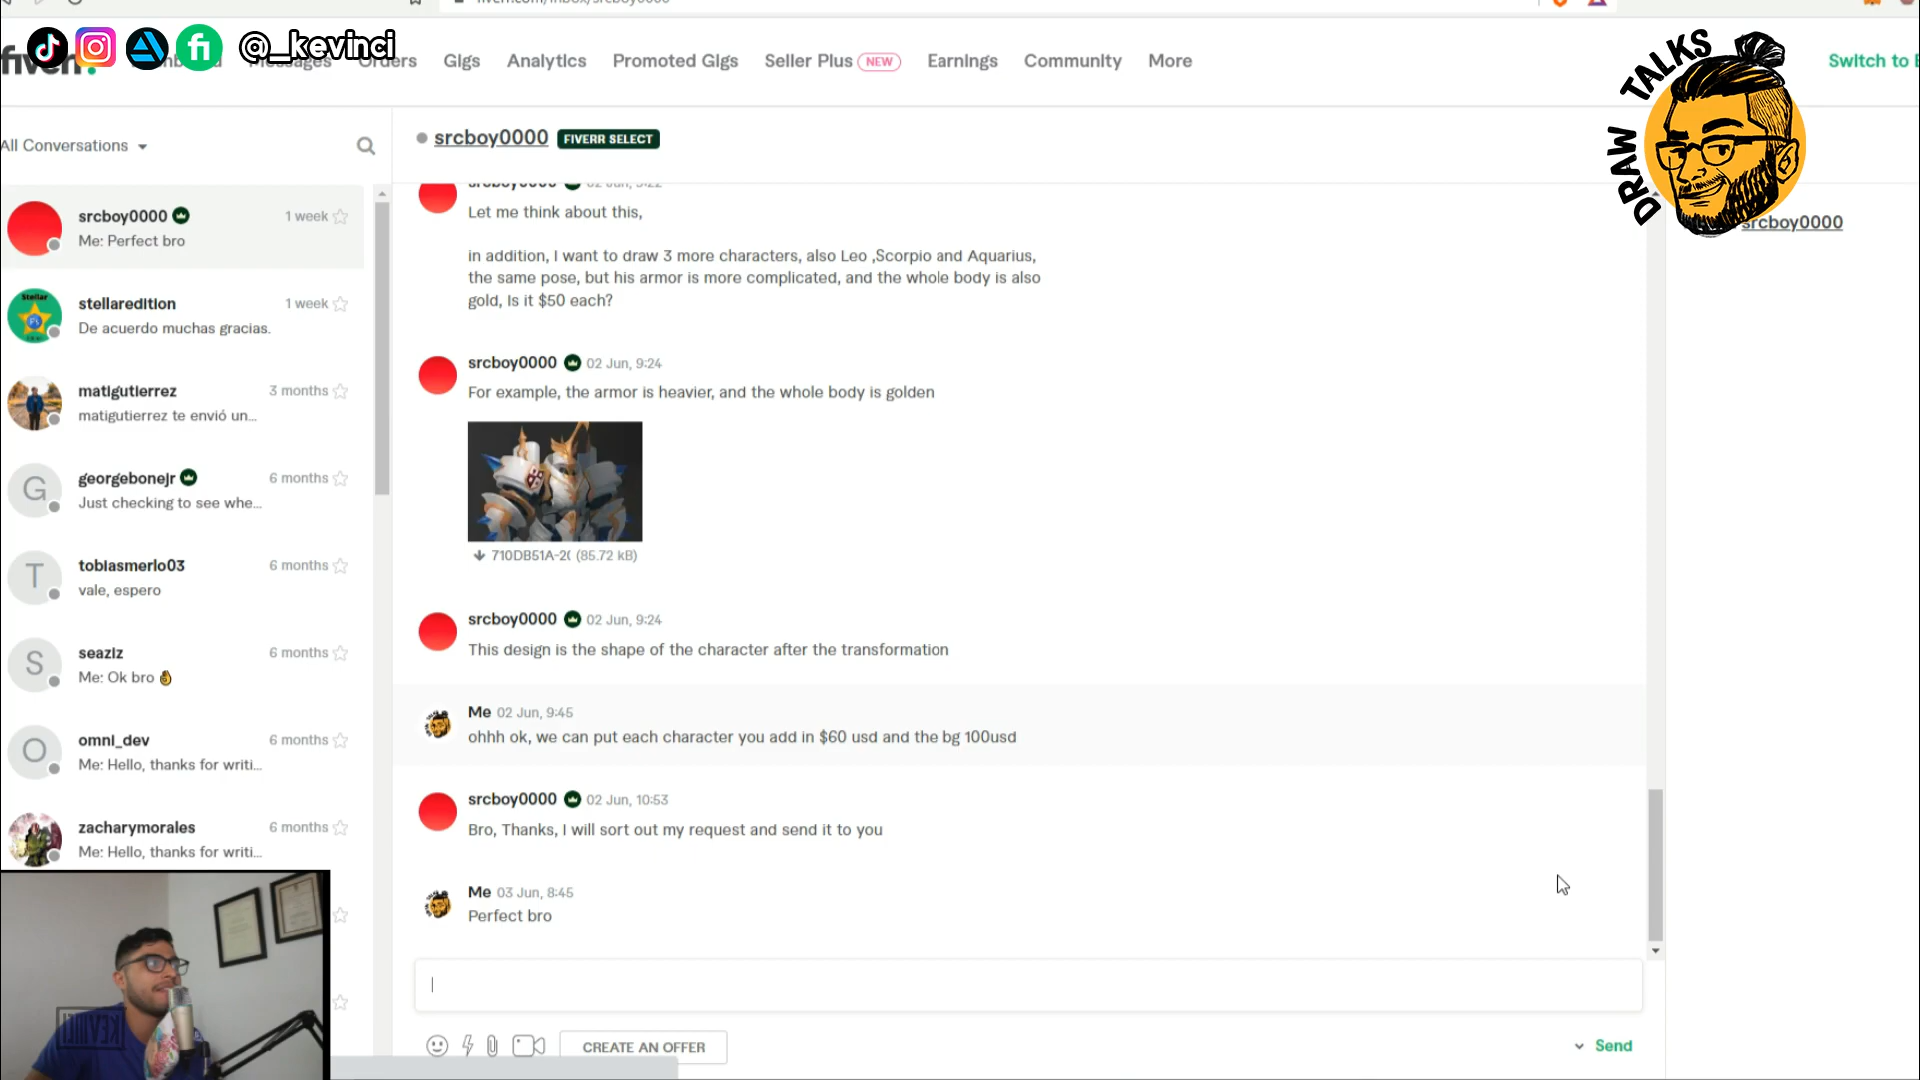 @_kevinci
Orders
Gigs
Analytics
Promoted Gigs
Seller Plus NEW
Earnings
Community
More
Switch to
DRAW TALKS
All Conversations
srcboy0000 1 week
Me: Perfect bro
stellaredition 1 week
De acuerdo muchas gracias.
matigutierrez 3 months
matigutierrez te envió un...
georgebonejr 6 months
Just checking to see whe...
tobiasmerlo03 6 months
vale, espero
seaziz 6 months
Me: Ok bro 👌
omni_dev 6 months
Me: Hello, thanks for writi...
zacharymorales 6 months
Me: Hello, thanks for writi...
srcboy0000 FIVERR SELECT
Let me think about this,
in addition, I want to draw 3 more characters, also Leo ,Scorpio and Aquarius,
the same pose, but his armor is more complicated, and the whole body is also
gold, Is it $50 each?
srcboy0000 02 Jun, 9:24
For example, the armor is heavier, and the whole body is golden
710DB51A-2( (85.72 kB)
srcboy0000 02 Jun, 9:24
This design is the shape of the character after the transformation
Me 02 Jun, 9:45
ohhh ok, we can put each character you add in $60 usd and the bg 100usd
srcboy0000 02 Jun, 10:53
Bro, Thanks, I will sort out my request and send it to you
Me 03 Jun, 8:45
Perfect bro
CREATE AN OFFER
Send
srcboy0000